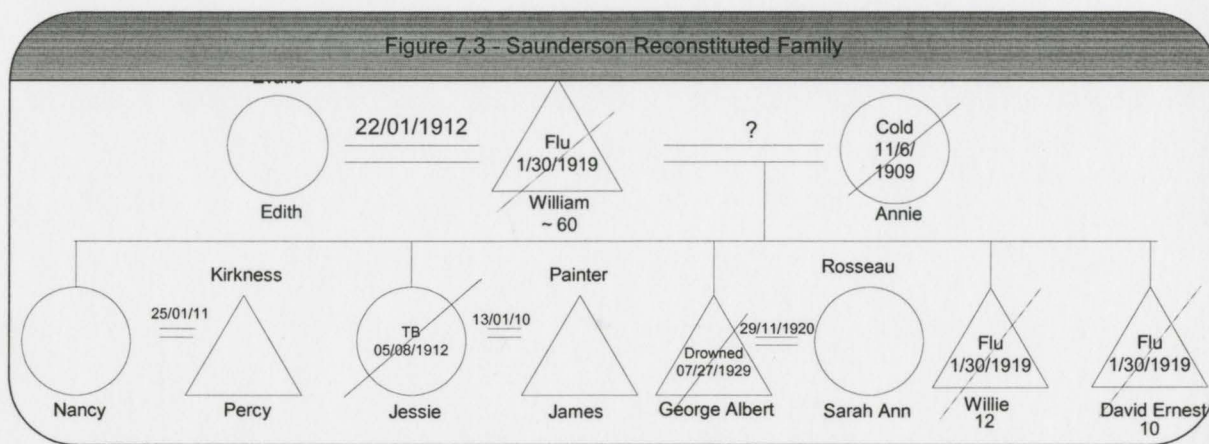 Figure 7.3 - Saunderson Reconstituted Family
Evans
22/01/1912
?
Flu
1/30/1919
Cold
11/6/
1909
Edith
William
~ 60
Annie
Kirkness
Painter
Rosseau
25/01/11
TB
05/08/1912
13/01/10
Drowned
07/27/1929
29/11/1920
Flu
1/30/1919
Flu
1/30/1919
Nancy
Percy
Jessie
James
George Albert
Sarah Ann
Willie
12
David Ernest
10